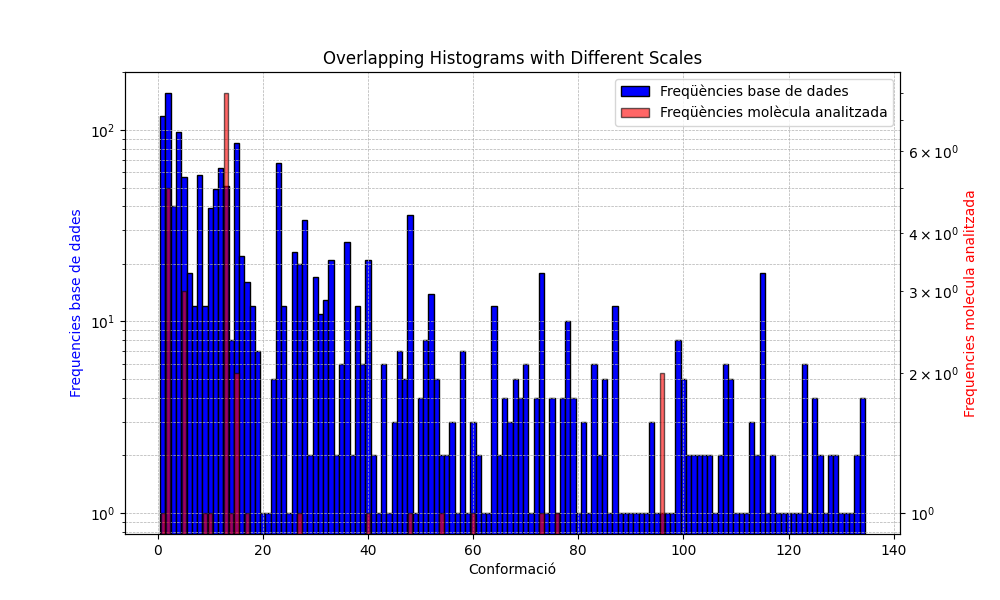 Overlapping Histograms with Different Scales
Freqüències base de dades
Freqüències molècula analitzada
Frequencies base de dades
10²
10¹
10⁰
6 × 10⁰
4 × 10⁰
3 × 10⁰
2 × 10⁰
10⁰
Frequencies molecula analitzada
0 20 40 60 80 100 120 140
Conformació